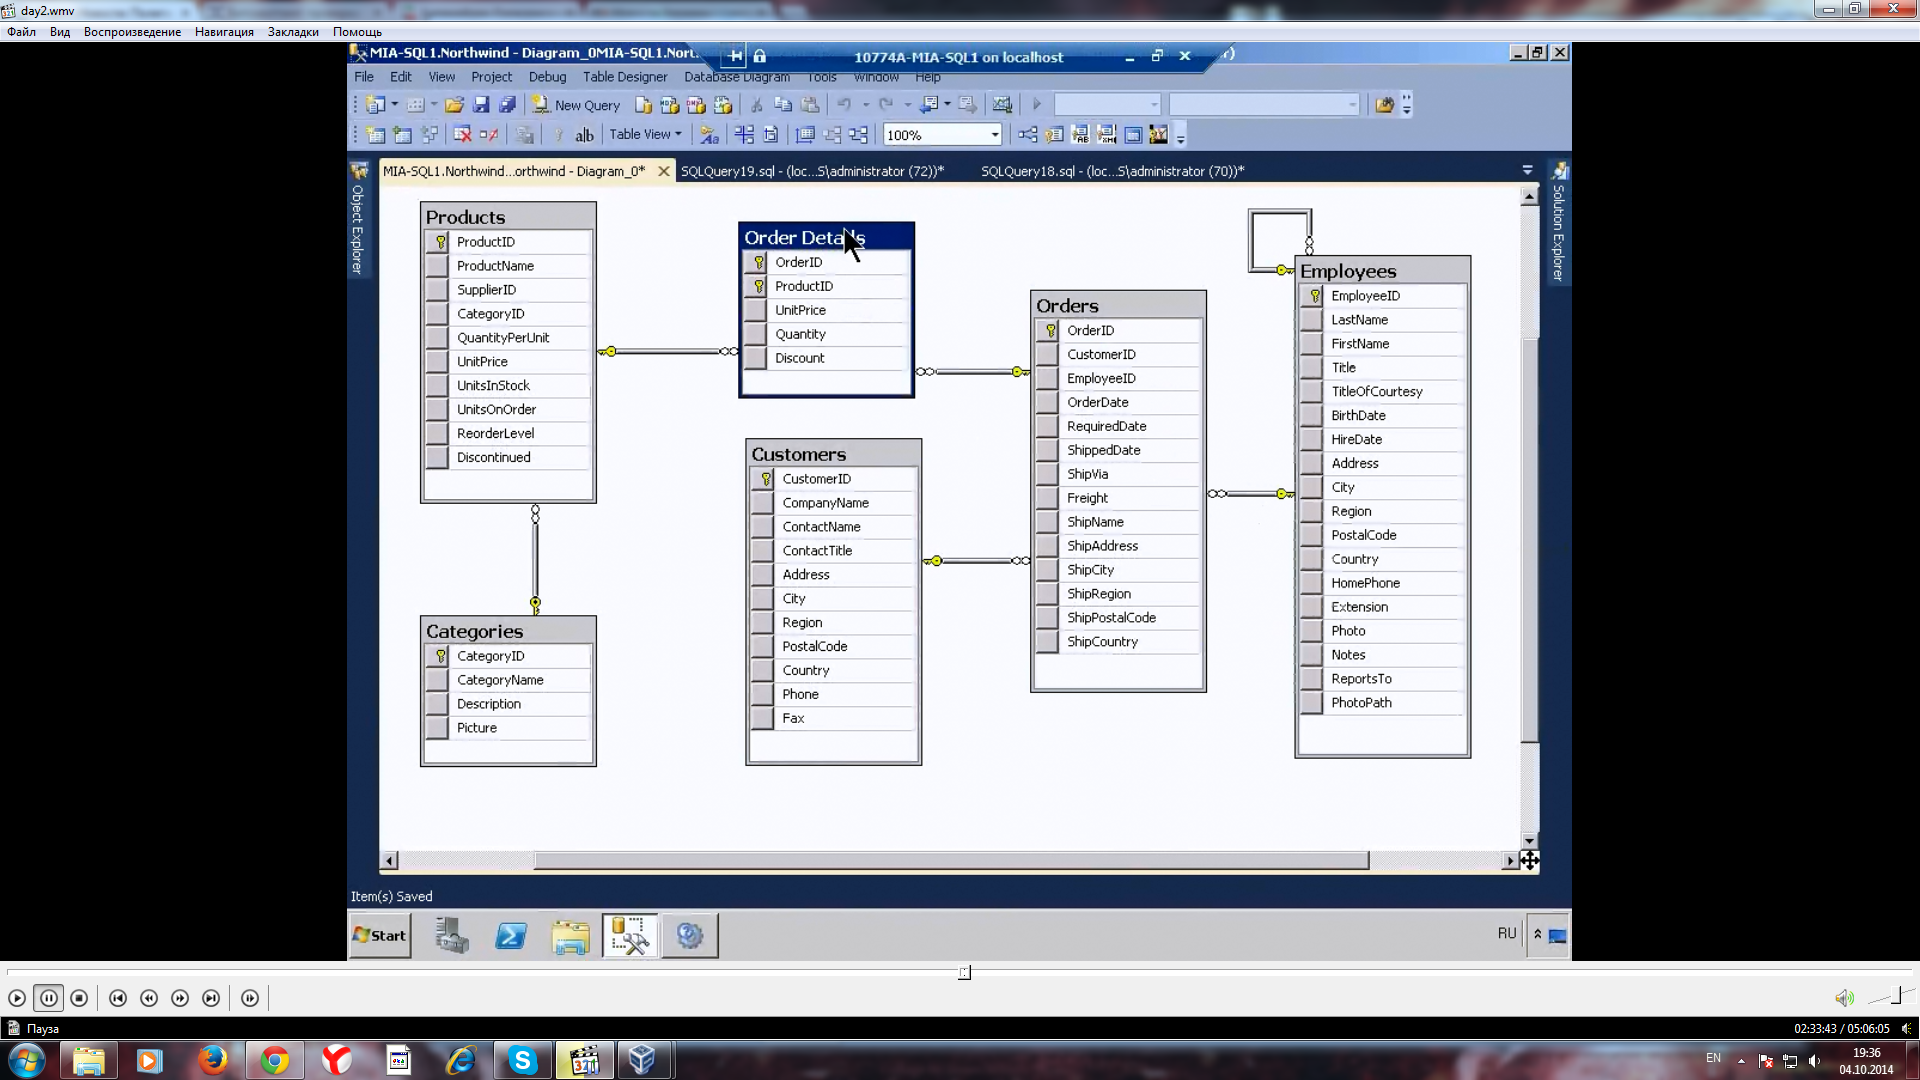 day2.wmv
Файл Вид Воспроизведение Навигация Закладки Помощь
MIA-SQL1.Northwind - Diagram_0MIA-SQL1.Nort
10774A-MIA-SQL1 on localhost
File Edit View Project Debug Table Designer Database Diagram Tools Window Help
New Query
Table View
100%
MIA-SQL1.Northwind...orthwind - Diagram_0*
SQLQuery19.sql - (loc...S\administrator (72))*
SQLQuery18.sql - (loc...S\administrator (70))*
Object Explorer
Solution Explorer
Products
ProductID
ProductName
SupplierID
CategoryID
QuantityPerUnit
UnitPrice
UnitsInStock
UnitsOnOrder
ReorderLevel
Discontinued
Order Details
OrderID
ProductID
UnitPrice
Quantity
Discount
Orders
OrderID
CustomerID
EmployeeID
OrderDate
RequiredDate
ShippedDate
ShipVia
Freight
ShipName
ShipAddress
ShipCity
ShipRegion
ShipPostalCode
ShipCountry
Employees
EmployeeID
LastName
FirstName
Title
TitleOfCourtesy
BirthDate
HireDate
Address
City
Region
PostalCode
Country
HomePhone
Extension
Photo
Notes
ReportsTo
PhotoPath
Customers
CustomerID
CompanyName
ContactName
ContactTitle
Address
City
Region
PostalCode
Country
Phone
Fax
Categories
CategoryID
CategoryName
Description
Picture
Item(s) Saved
Start
RU
Пауза
02:33:43 / 05:06:05
EN
19:36
04.10.2014